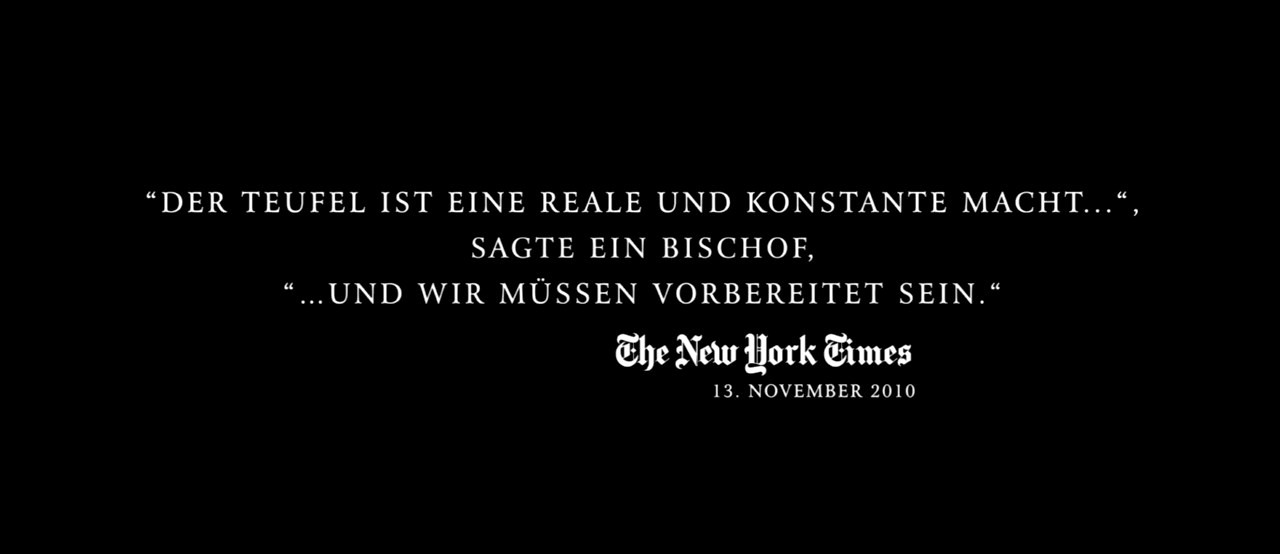 “DER TEUFEL IST EINE REALE UND KONSTANTE MACHT...“,
SAGTE EIN BISCHOF,
“...UND WIR MÜSSEN VORBEREITET SEIN.“
The New York Times
13. NOVEMBER 2010